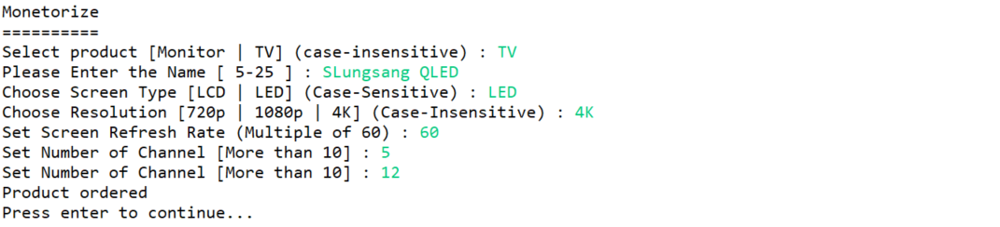 Monetorize
==========
Select product [Monitor | TV] (case-insensitive) : TV
Please Enter the Name [ 5-25 ] : SLungsang QLED
Choose Screen Type [LCD | LED] (Case-Sensitive) : LED
Choose Resolution [720p | 1080p | 4K] (Case-Insensitive) : 4K
Set Screen Refresh Rate (Multiple of 60) : 60
Set Number of Channel [More than 10] : 5
Set Number of Channel [More than 10] : 12
Product ordered
Press enter to continue...